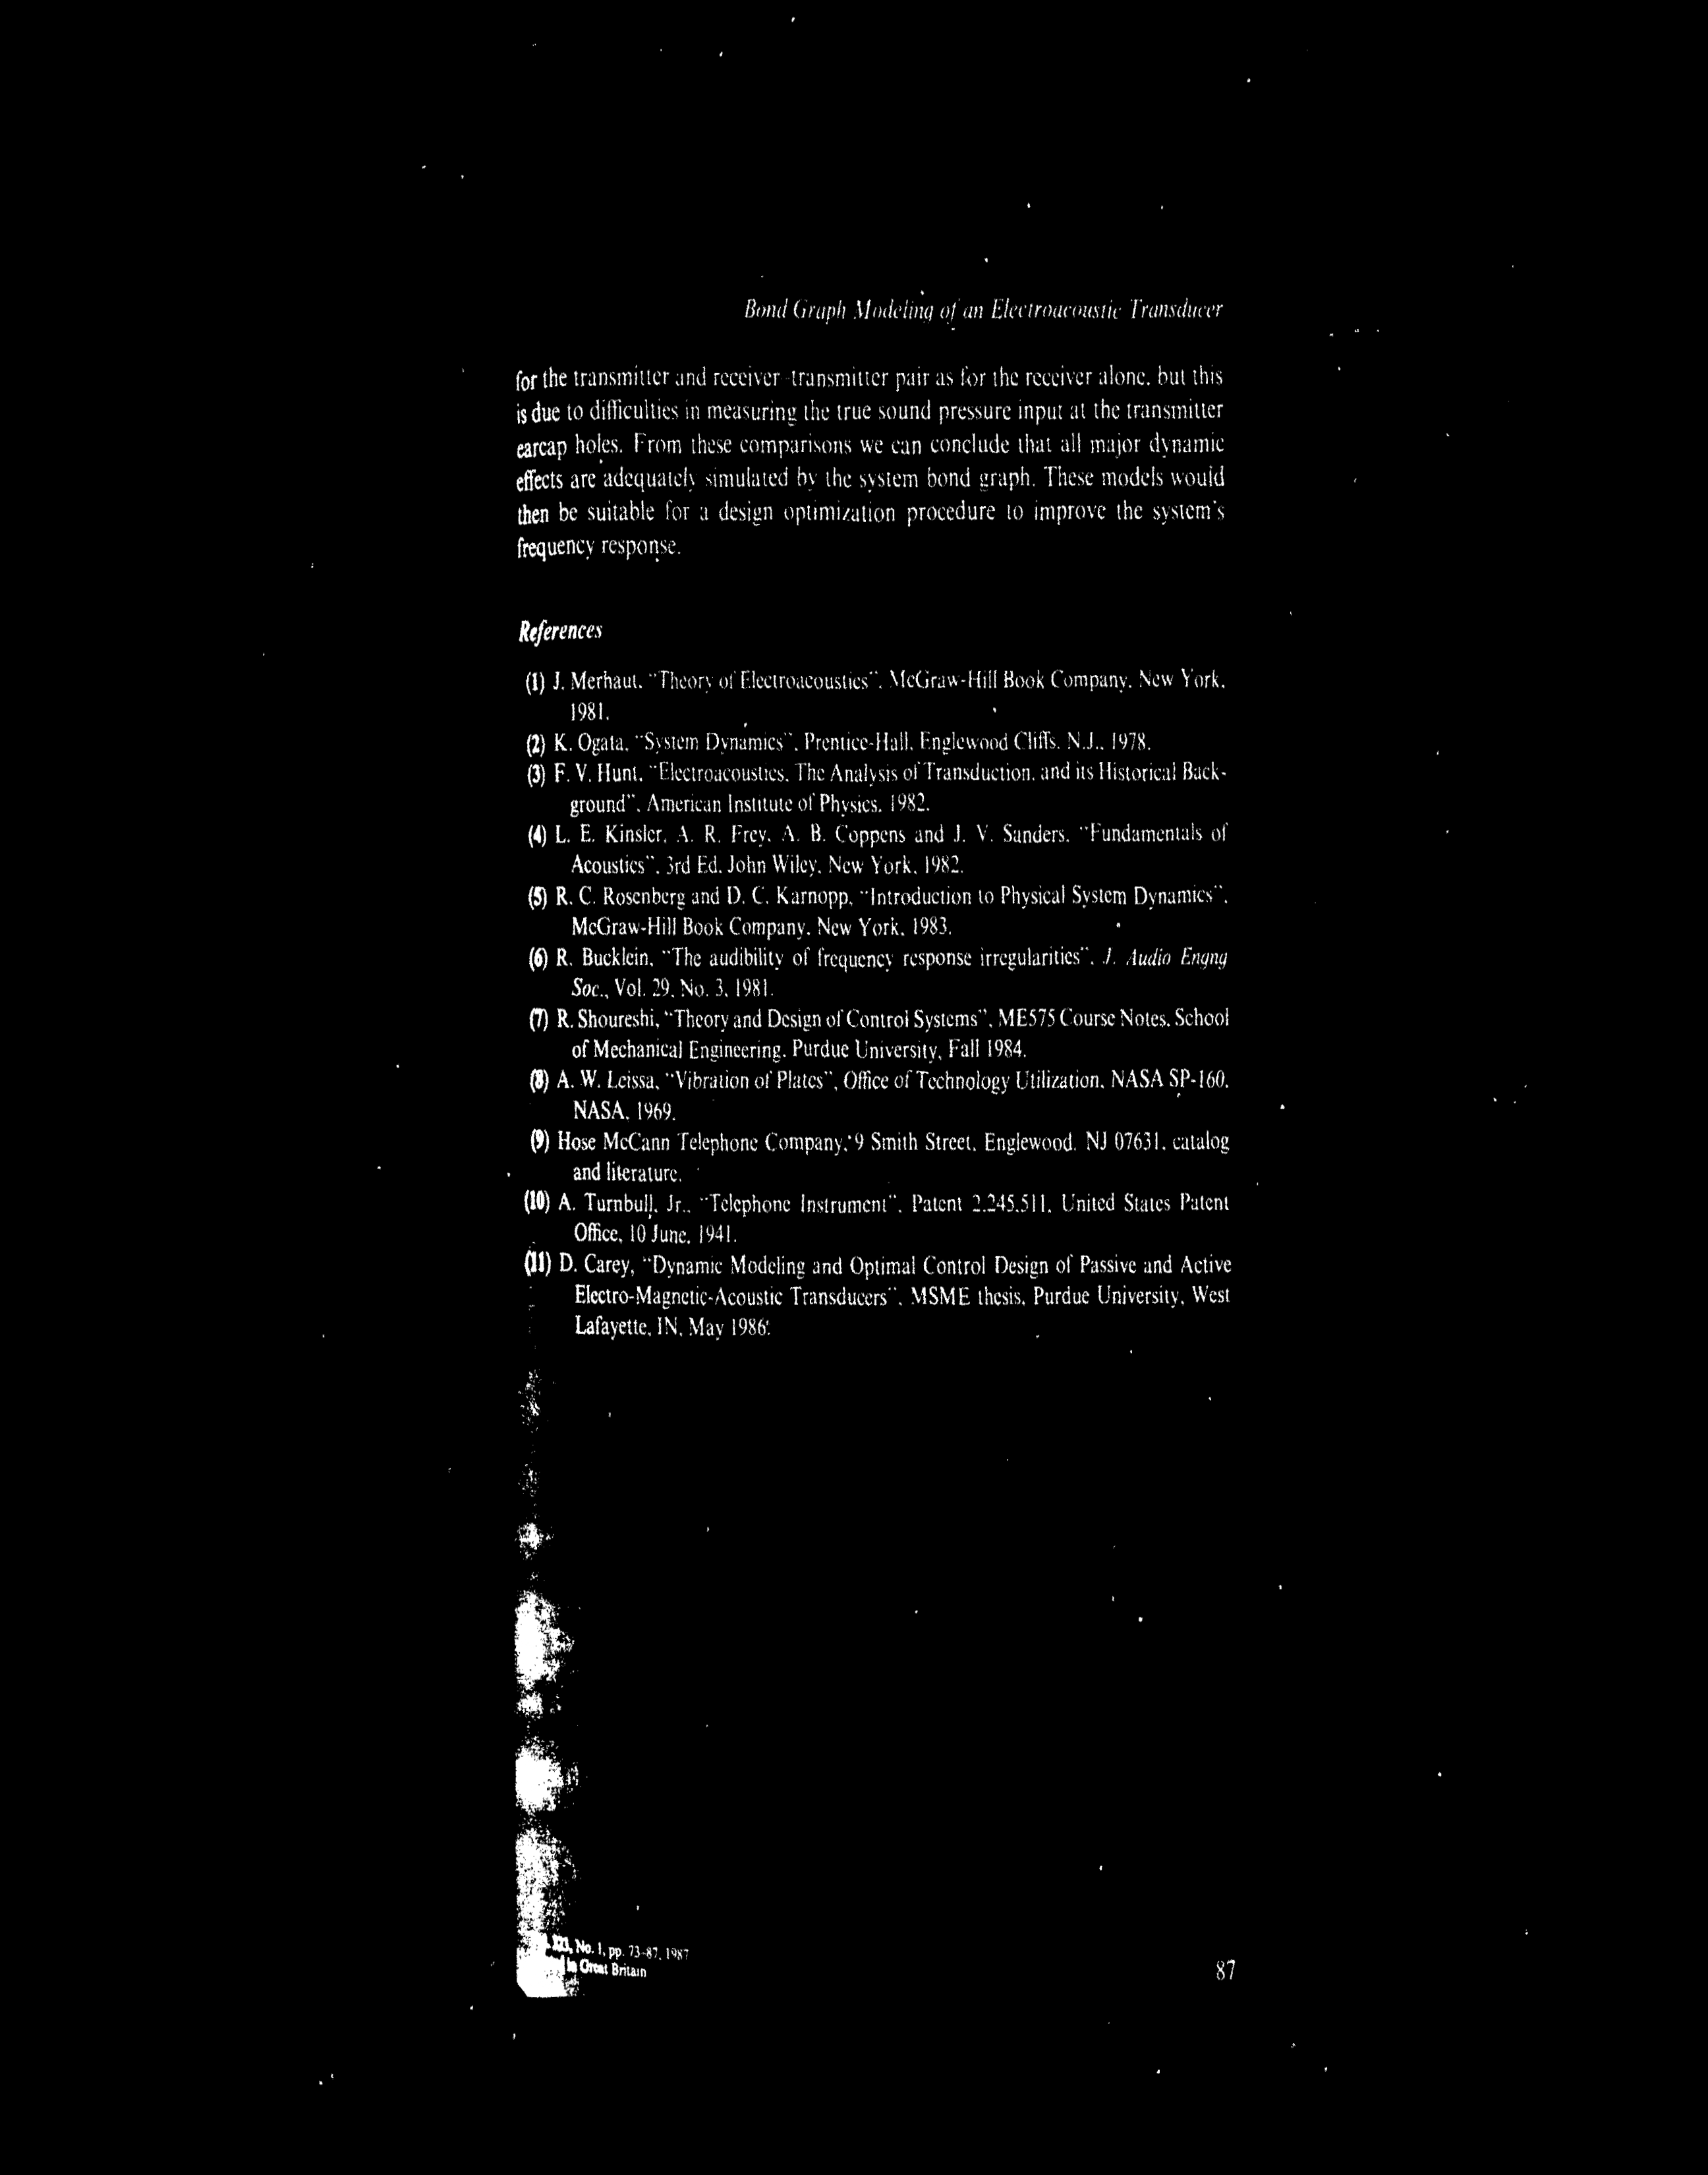 Bond Graph Modeling of an Electroacoustic Transducer
for the transmitter and receiver-transmitter pair as for the receiver alone, but this
is due to difficulties in measuring the true sound pressure input at the transmitter
earcap holes. From these comparisons we can conclude that all major dynamic
effects are adequately simulated by the system bond graph. These models would
then be suitable for a design optimization procedure to improve the system's
frequency response.
References
(1) J. Merhaut, "Theory of Electroacoustics", McGraw-Hill Book Company, New York,
1981.
(2) K. Ogata, "System Dynamics", Prentice-Hall, Englewood Cliffs, N.J., 1978.
(3) F. V. Hunt, "Electroacoustics, The Analysis of Transduction, and its Historical Back-
ground", American Institute of Physics, 1982.
(4) L. E. Kinsler, A. R. Frey, A. B. Coppens and J. V. Sanders, "Fundamentals of
Acoustics", 3rd Ed. John Wiley, New York, 1982.
(5) R. C. Rosenberg and D. C. Karnopp, "Introduction to Physical System Dynamics",
McGraw-Hill Book Company, New York, 1983.
(6) R. Bucklein, "The audibility of frequency response irregularities", J. Audio Engng
Soc., Vol. 29, No. 3, 1981.
(7) R. Shoureshi, "Theory and Design of Control Systems", ME575 Course Notes, School
of Mechanical Engineering, Purdue University, Fall 1984.
(8) A. W. Leissa, "Vibration of Plates", Office of Technology Utilization, NASA SP-160,
NASA, 1969.
(9) Hose McCann Telephone Company, 9 Smith Street, Englewood, NJ 07631, catalog
and literature.
(10) A. Turnbull, Jr., "Telephone Instrument", Patent 2,245,511, United States Patent
Office, 10 June, 1941.
(11) D. Carey, "Dynamic Modeling and Optimal Control Design of Passive and Active
Electro-Magnetic-Acoustic Transducers", MSME thesis, Purdue University, West
Lafayette, IN, May 1986.
No. 1, pp. 73-87, 1987
in Great Britain
87